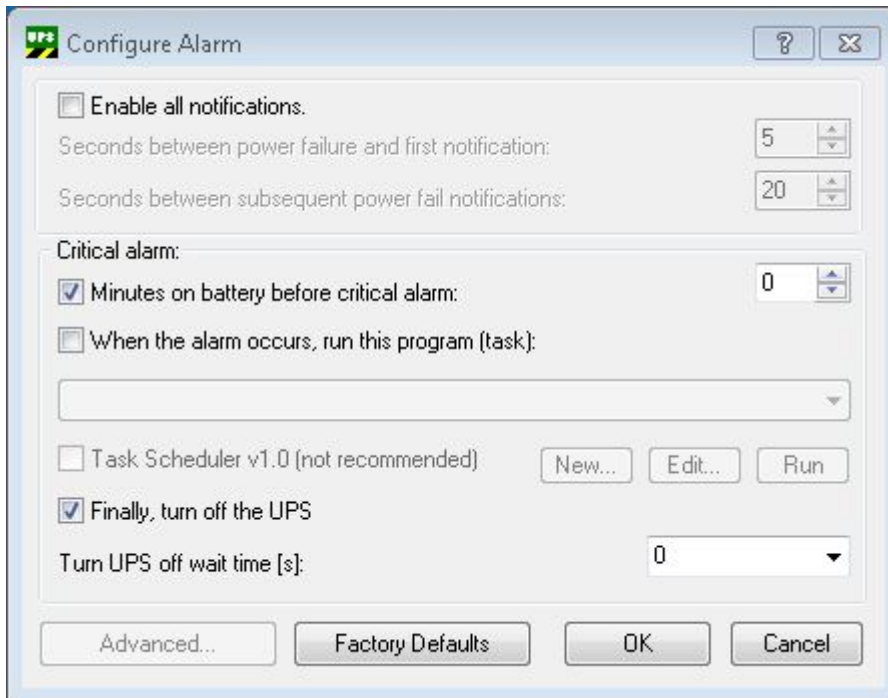 UPS
Configure Alarm
Enable all notifications.
Seconds between power failure and first notification: 5
Seconds between subsequent power fail notifications: 20
Critical alarm:
Minutes on battery before critical alarm: 0
When the alarm occurs, run this program (task):
Task Scheduler v1.0 (not recommended) New... Edit... Run
Finally, turn off the UPS
Turn UPS off wait time [s]: 0
Advanced... Factory Defaults OK Cancel